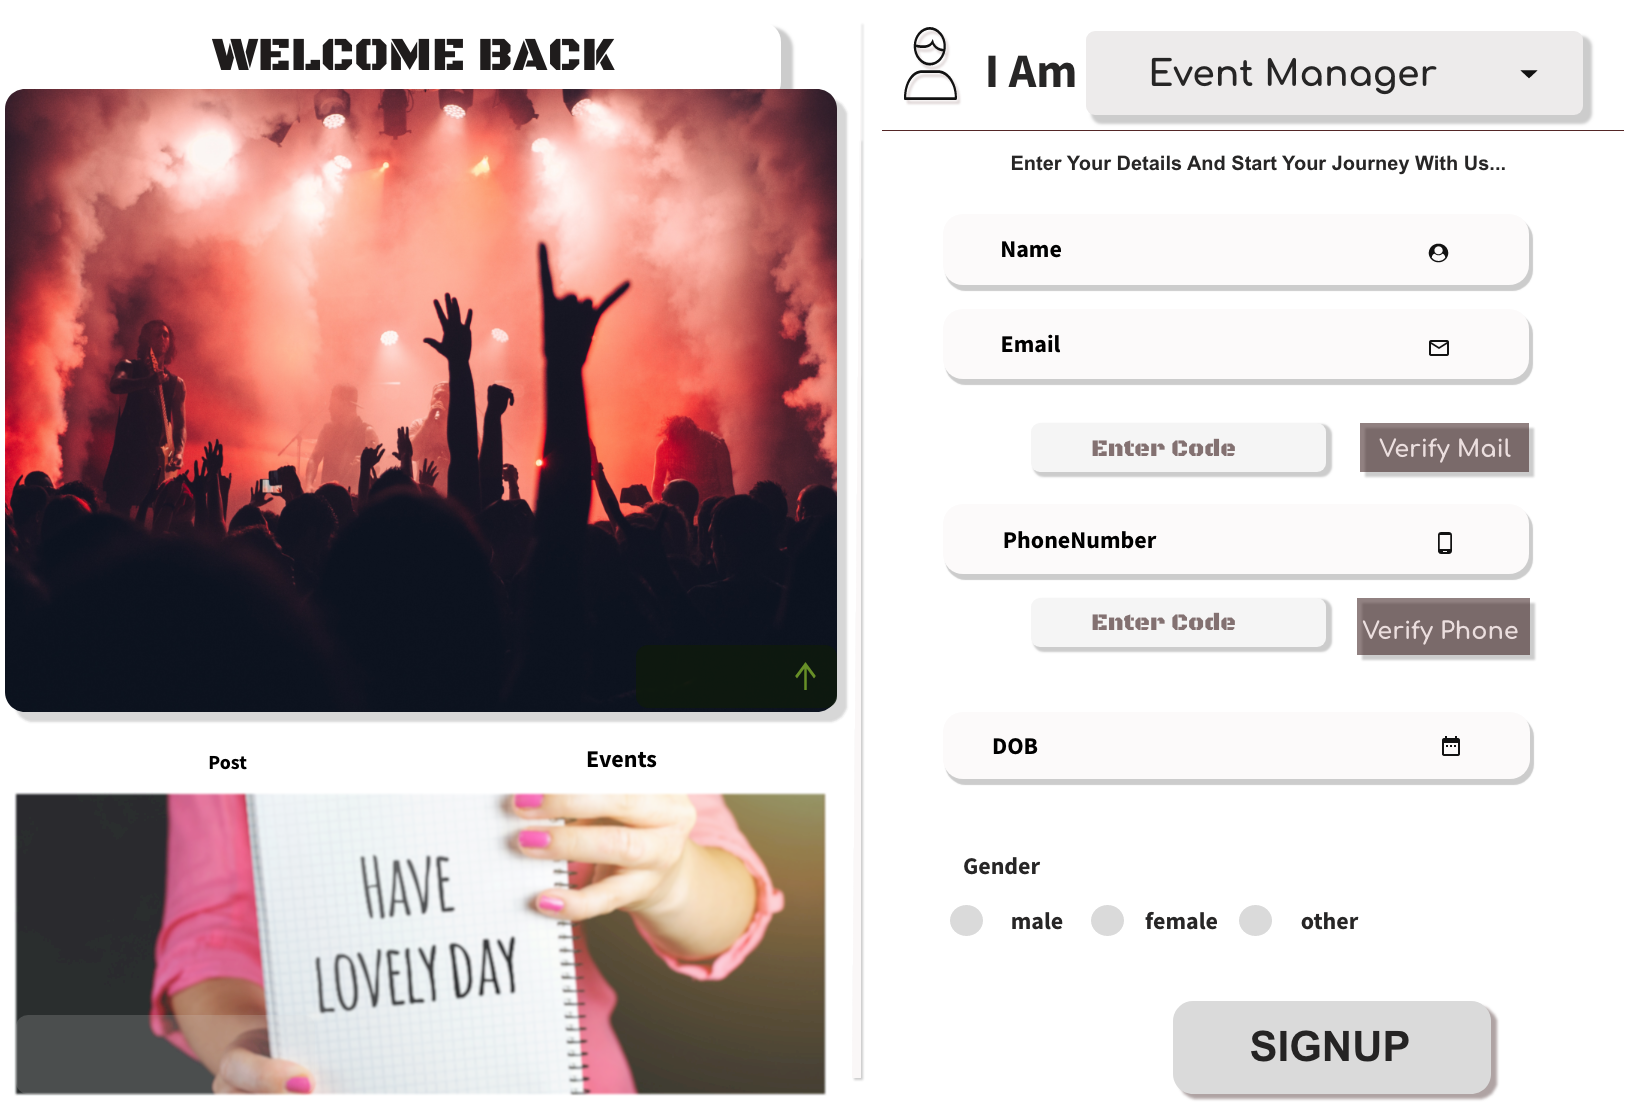 WELCOME BACK
Post
Events
HAVE
LOVELY DAY
I Am
Event Manager
Enter Your Details And Start Your Journey With Us...
Name
Email
Enter Code
Verify Mail
PhoneNumber
Enter Code
Verify Phone
DOB
Gender
male
female
other
SIGNUP